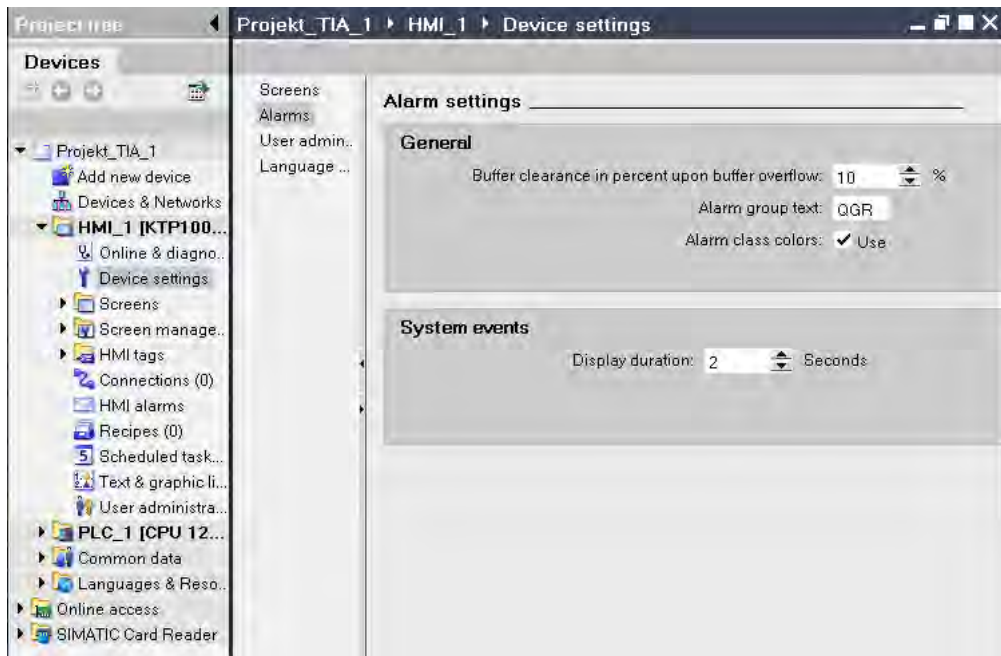 Project tree
Projekt_TIA_1 ▸ HMI_1 ▸ Device settings
Devices
Projekt_TIA_1
Add new device
Devices & Networks
HMI_1 [KTP100...
Online & diagno..
Device settings
Screens
Screen manage..
HMI tags
Connections (0)
HMI alarms
Recipes (0)
Scheduled task...
Text & graphic li...
User administra...
PLC_1 [CPU 12...
Common data
Languages & Reso..
Online access
SIMATIC Card Reader
Screens
Alarms
User admin..
Language ...
Alarm settings
General
Buffer clearance in percent upon buffer overflow: 10 %
Alarm group text: QGR
Alarm class colors: ✔ Use
System events
Display duration: 2 Seconds